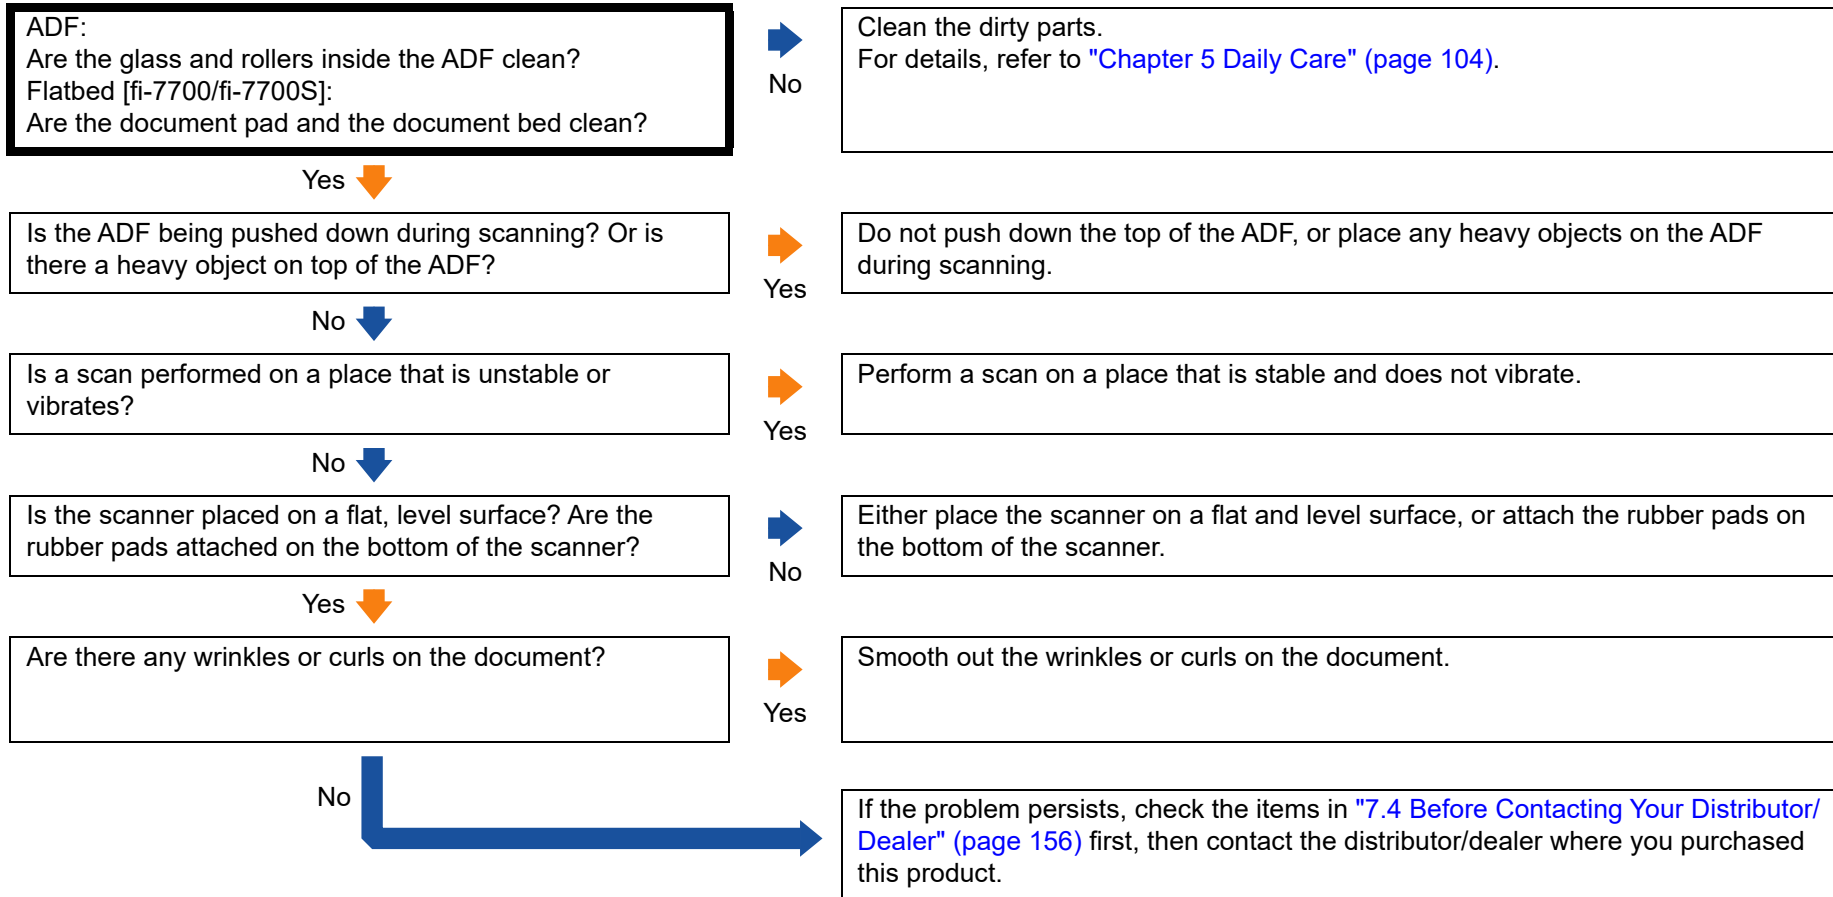 ADF:
Are the glass and rollers inside the ADF clean?
Flatbed [fi-7700/fi-7700S]:
Are the document pad and the document bed clean?
No
Clean the dirty parts.
For details, refer to "Chapter 5 Daily Care" (page 104).
Yes
Is the ADF being pushed down during scanning? Or is
there a heavy object on top of the ADF?
Yes
Do not push down the top of the ADF, or place any heavy objects on the ADF
during scanning.
No
Is a scan performed on a place that is unstable or
vibrates?
Yes
Perform a scan on a place that is stable and does not vibrate.
No
Is the scanner placed on a flat, level surface? Are the
rubber pads attached on the bottom of the scanner?
No
Either place the scanner on a flat and level surface, or attach the rubber pads on
the bottom of the scanner.
Yes
Are there any wrinkles or curls on the document?
Yes
Smooth out the wrinkles or curls on the document.
No
If the problem persists, check the items in "7.4 Before Contacting Your Distributor/
Dealer" (page 156) first, then contact the distributor/dealer where you purchased
this product.